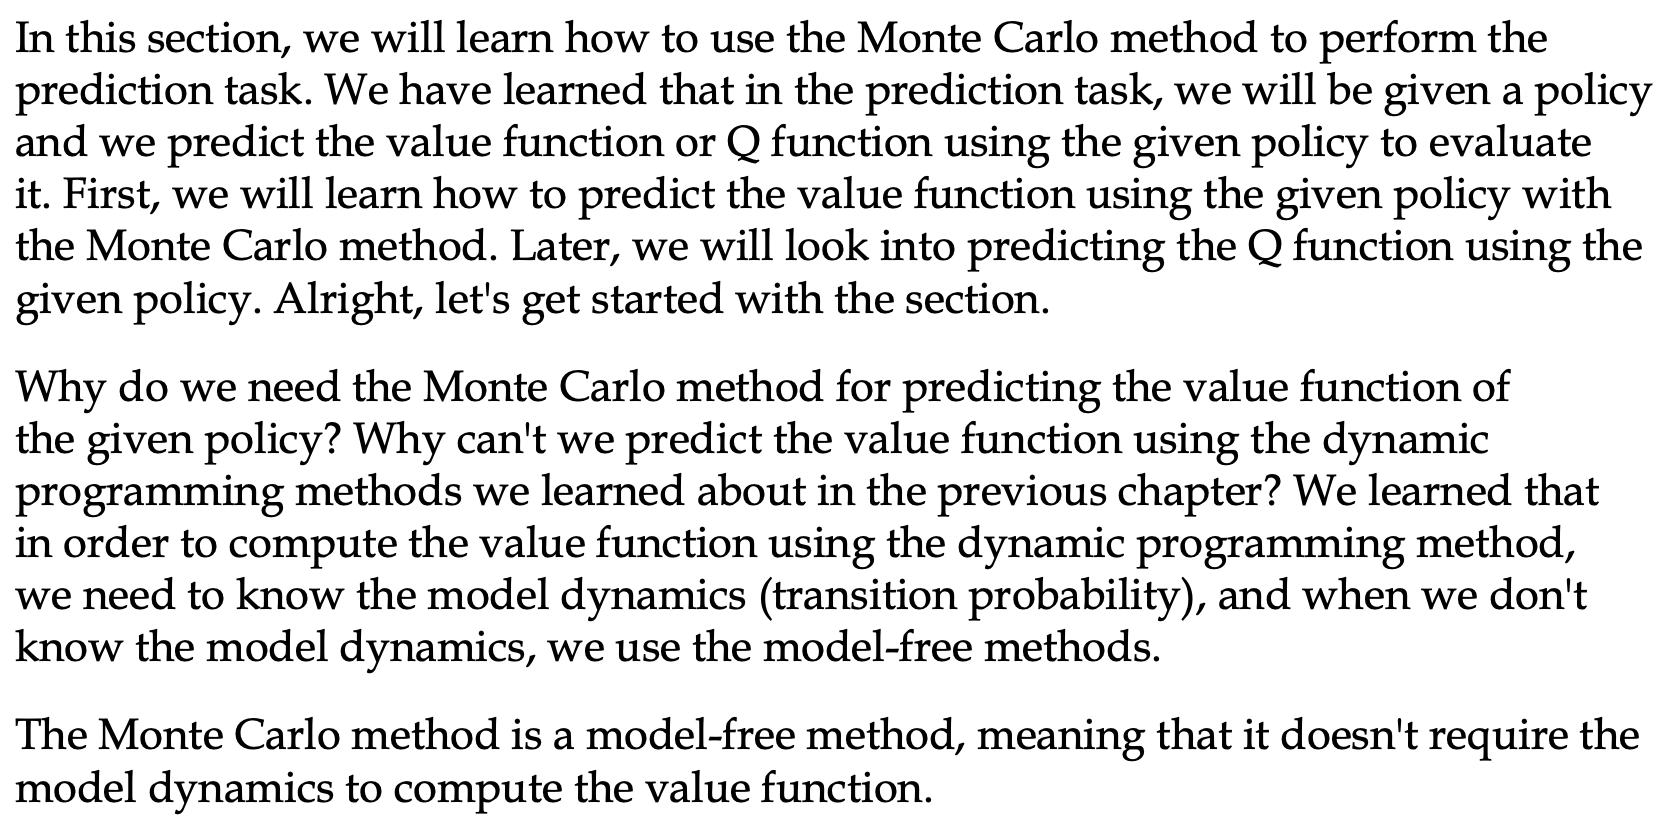 In this section, we will learn how to use the Monte Carlo method to perform the
prediction task. We have learned that in the prediction task, we will be given a policy
and we predict the value function or Q function using the given policy to evaluate
it. First, we will learn how to predict the value function using the given policy with
the Monte Carlo method. Later, we will look into predicting the Q function using the
given policy. Alright, let's get started with the section.
Why do we need the Monte Carlo method for predicting the value function of
the given policy? Why can't we predict the value function using the dynamic
programming methods we learned about in the previous chapter? We learned that
in order to compute the value function using the dynamic programming method,
we need to know the model dynamics (transition probability), and when we don't
know the model dynamics, we use the model-free methods.
The Monte Carlo method is a model-free method, meaning that it doesn't require the
model dynamics to compute the value function.